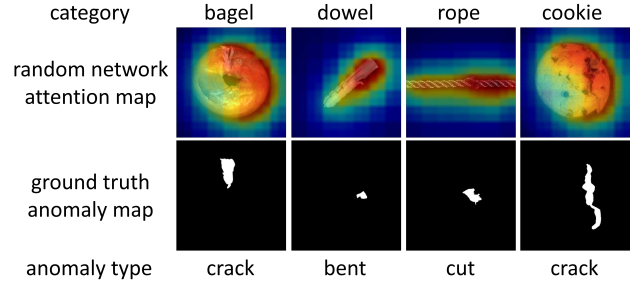 category bagel dowel rope cookie
random network
attention map
ground truth
anomaly map
anomaly type crack bent cut crack